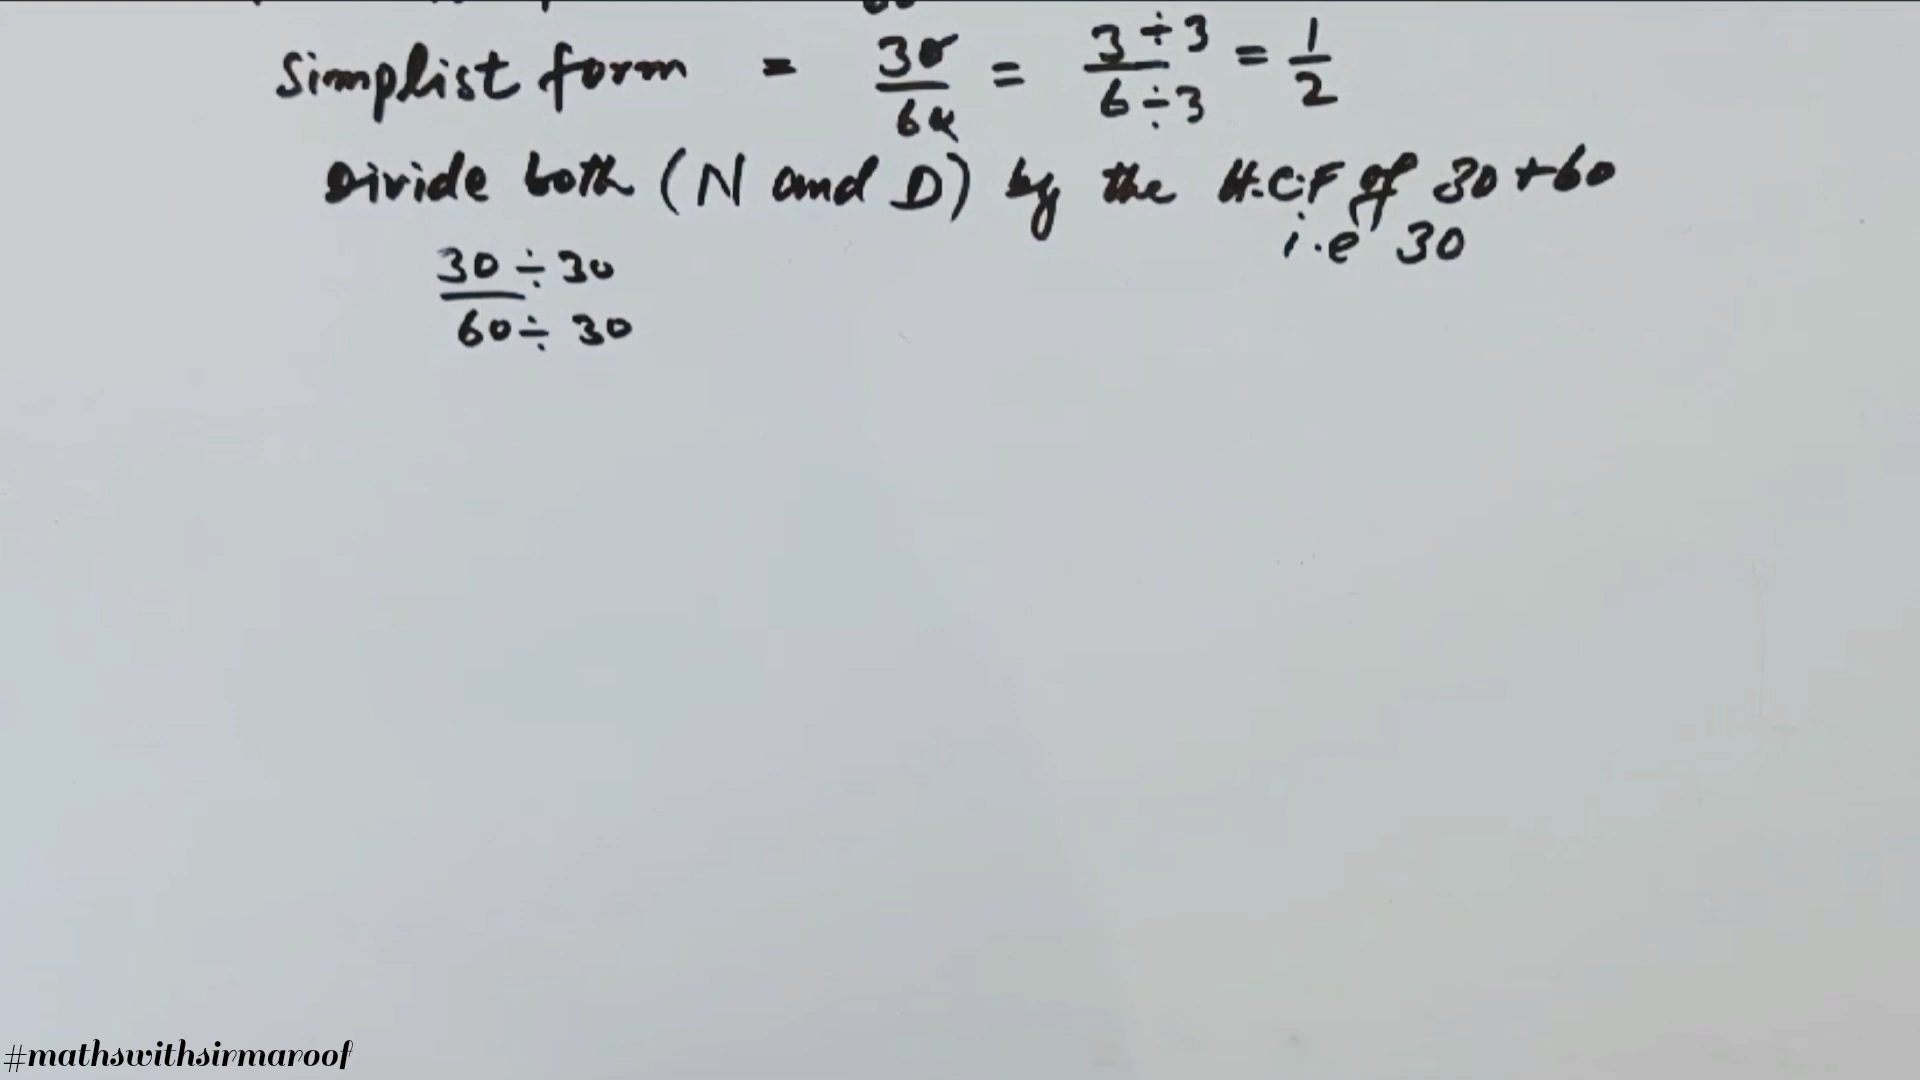 Simplist form = 30/60 = 3÷3/6÷3 = 1/2
Divide both (N and D) by the H.C.F of 30 + 60
i.e 30
30 ÷ 30
60 ÷ 30
#mathswithsirmaroof